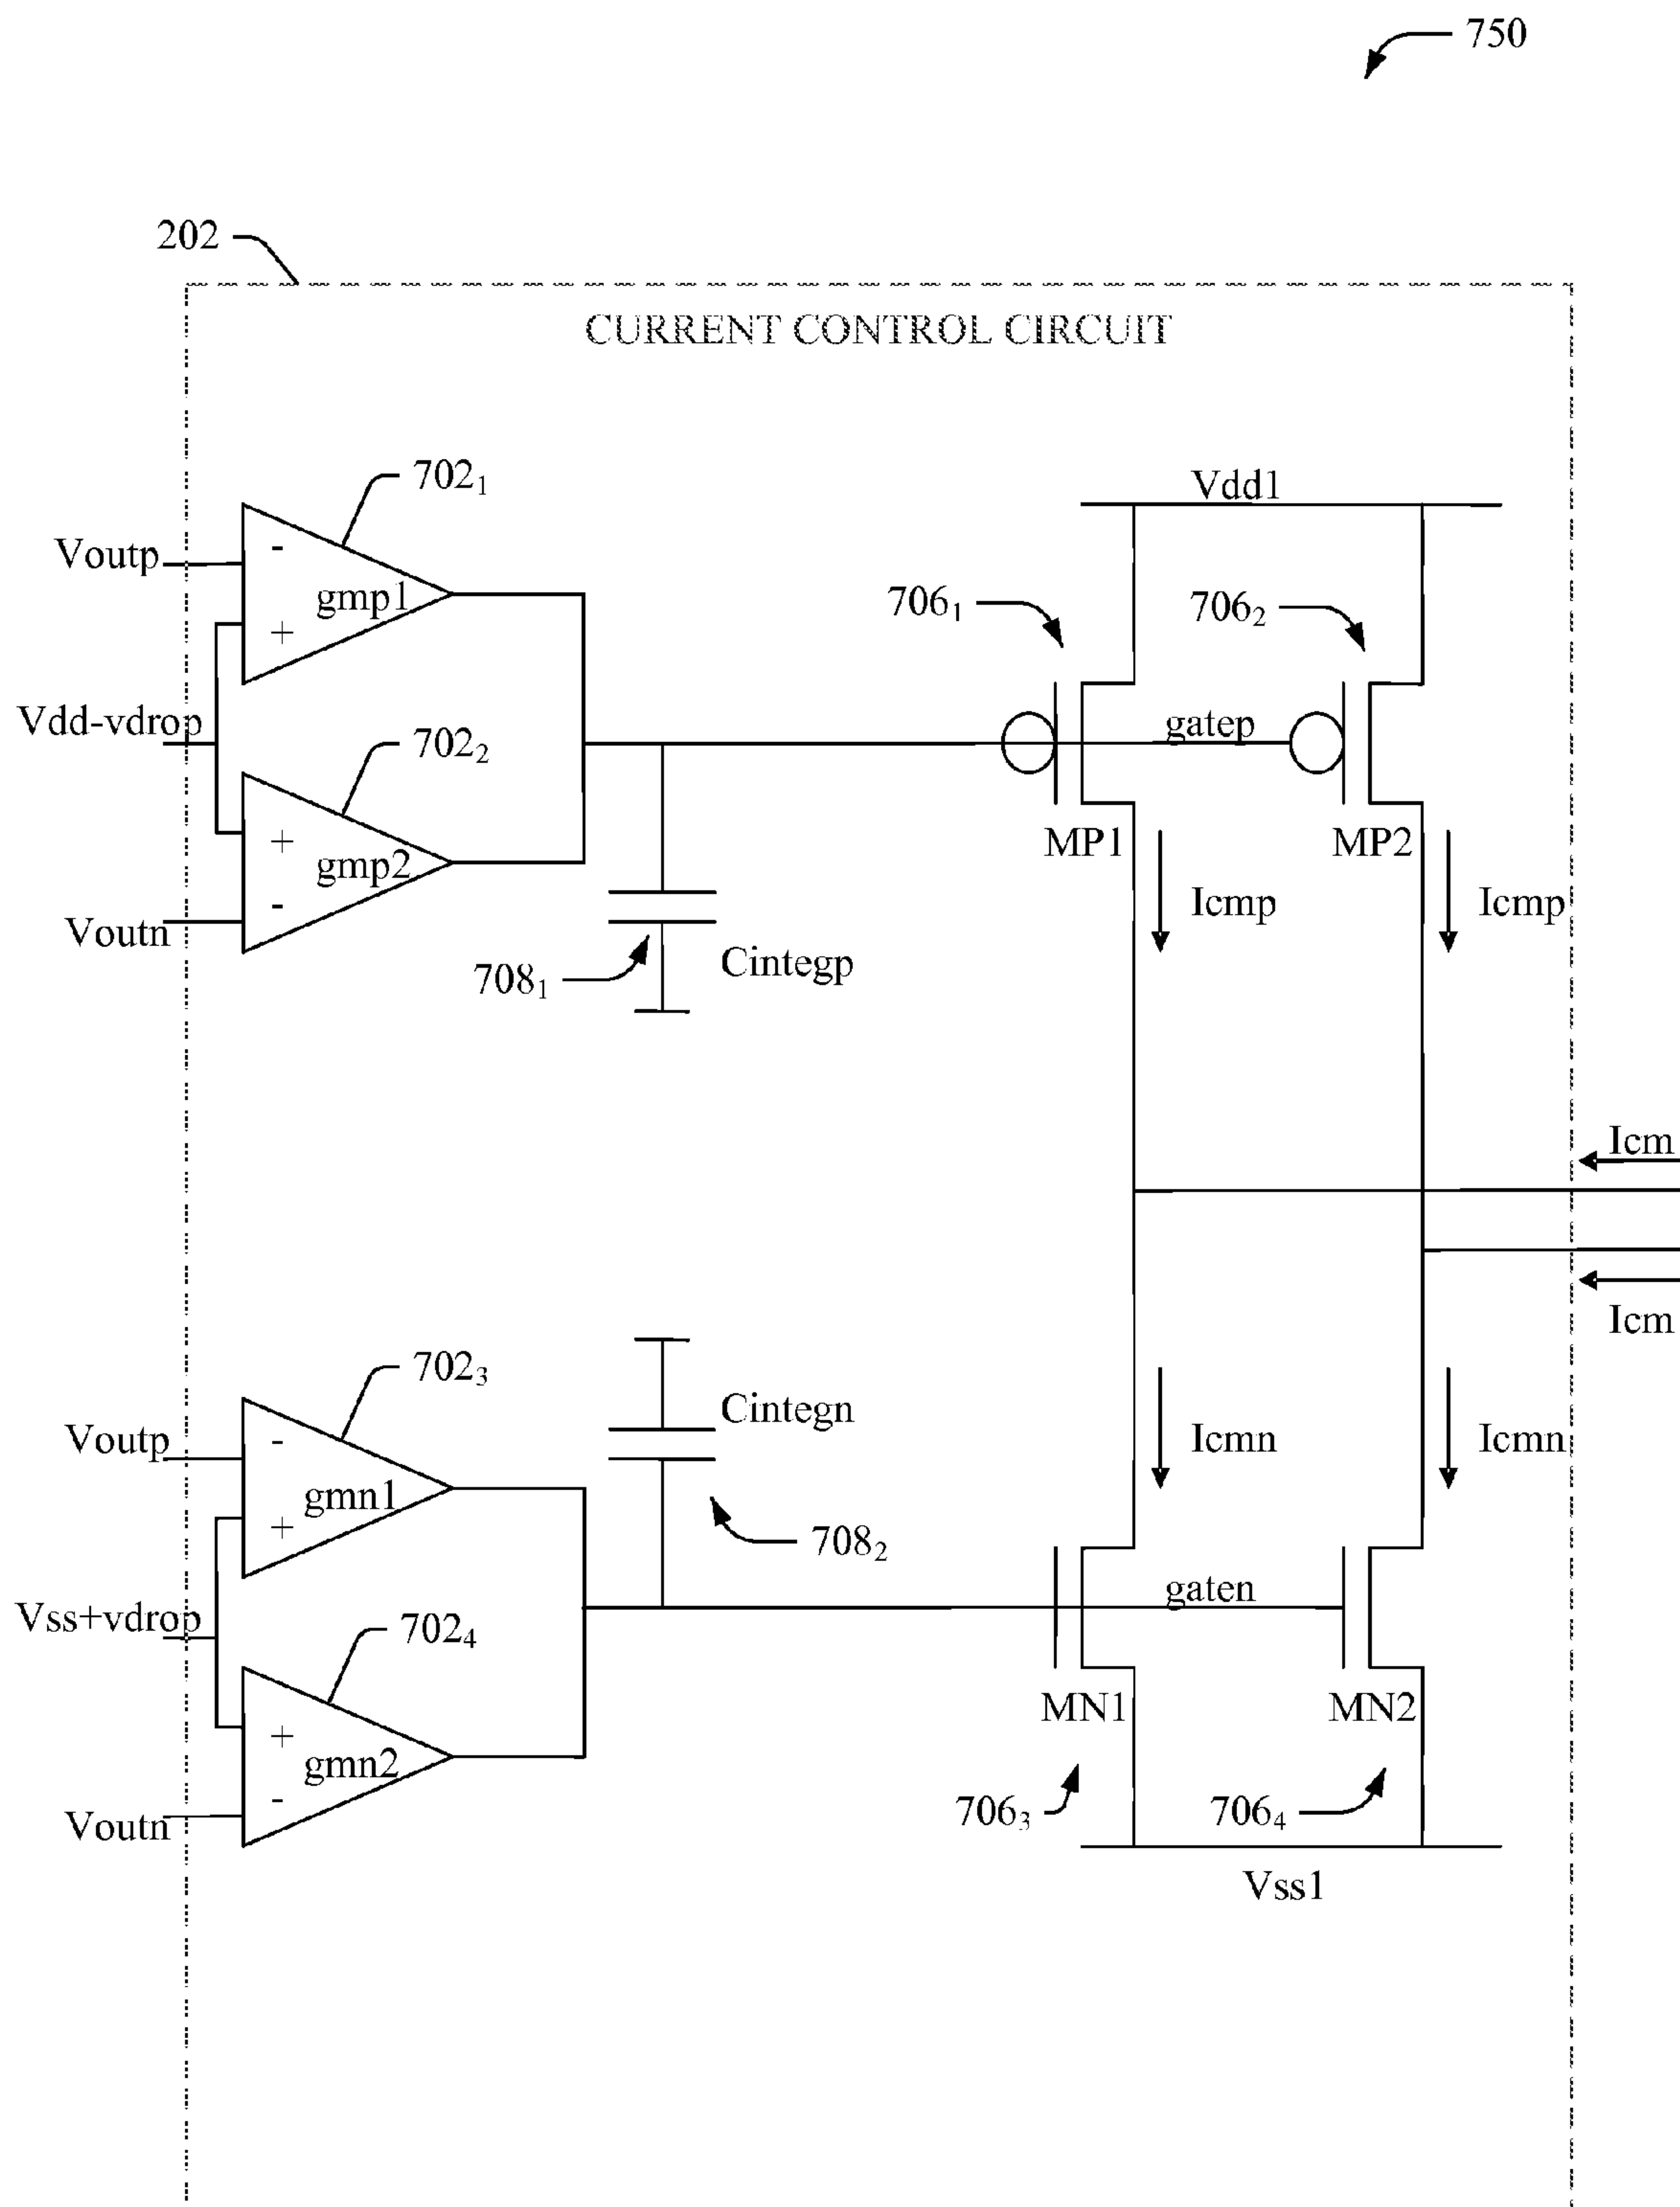 750
202
CURRENT CONTROL CIRCUIT
702₁
Vdd1
Voutp
-
gmp1
+
706₁
706₂
Vdd-vdrop
702₂
gatep
+
gmp2
-
MP1
MP2
Voutn
Icmp
Icmp
708₁
Cintegp
Icm
Icm
702₃
Cintegn
Voutp
-
gmn1
+
Icmn
Icmn
708₂
Vss+vdrop
702₄
gaten
+
gmn2
-
MN1
MN2
Voutn
706₃
706₄
Vss1